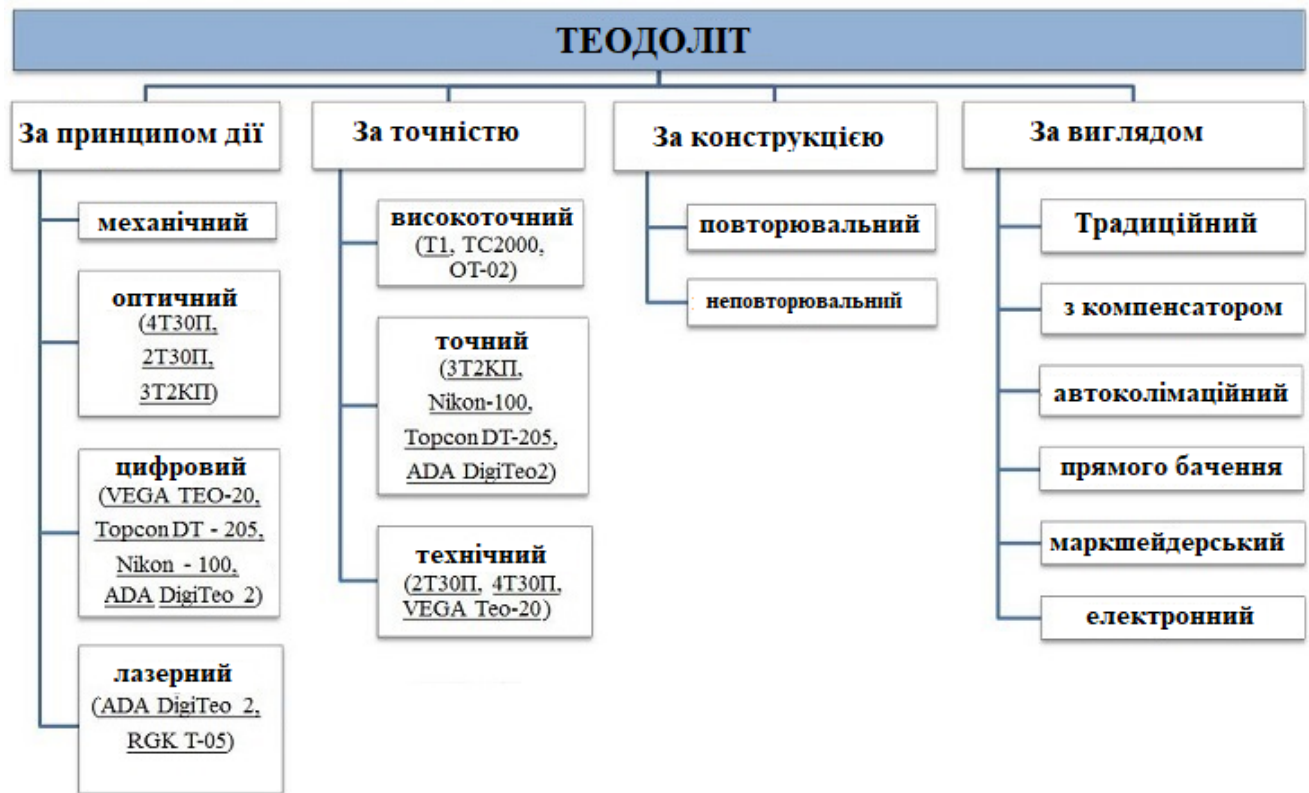 ТЕОДОЛІТ
За принципом дії
механічний
оптичний
(4Т30П,
2Т30П,
3Т2КП)
цифровий
(VEGA TEO-20,
Topcon DT - 205,
Nikon - 100,
ADA DigiTeo 2)
лазерний
(ADA DigiTeo 2,
RGK T-05)
За точністю
високоточний
(Т1, ТС2000,
ОТ-02)
точний
(3Т2КП,
Nikon-100,
Topcon DT-205,
ADA DigiTeo2)
технічний
(2Т30П, 4Т30П,
VEGA Teo-20)
За конструкцією
повторювальний
неповторювальний
За виглядом
Традиційний
з компенсатором
автоколімаційний
прямого бачення
маркшейдерський
електронний